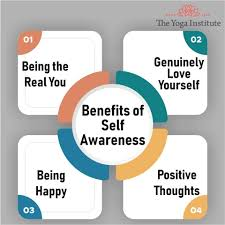 The Yoga Institute
01
Being the
Real You
02
Genuinely
Love
Yourself
Benefits of
Self
Awareness
Being
Happy
03
Positive
Thoughts
04